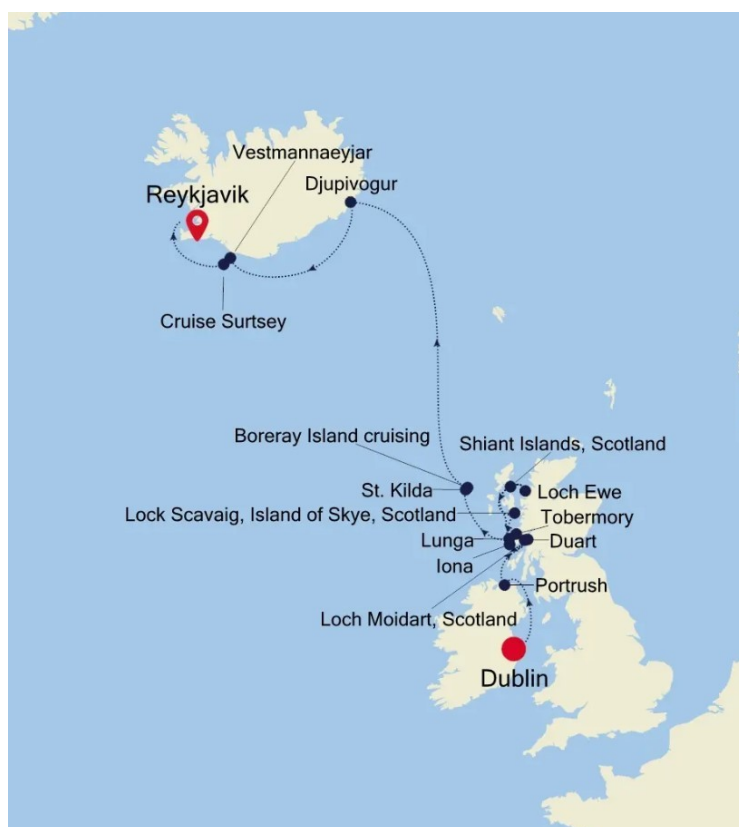 Vestmannaeyjar
Djupivogur
Reykjavik
Cruise Surtsey
Boreray Island cruising
Shiant Islands, Scotland
St. Kilda
Loch Ewe
Lock Scavaig, Island of Skye, Scotland
Tobermory
Lunga
Duart
Iona
Portrush
Loch Moidart, Scotland
Dublin